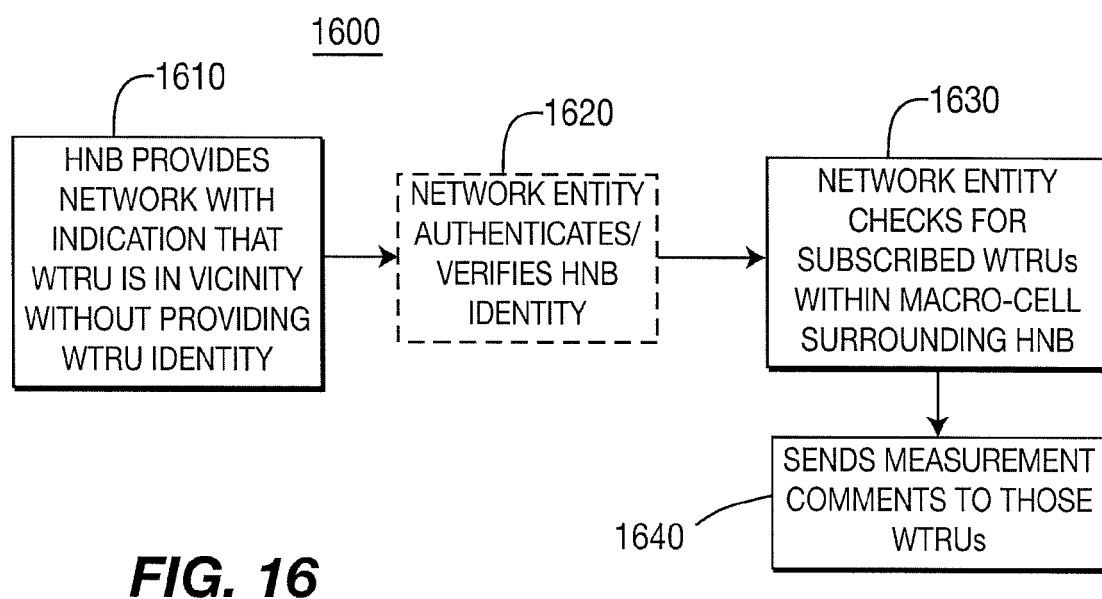 1600
1610
HNB PROVIDES
NETWORK WITH
INDICATION THAT
WTRU IS IN VICINITY
WITHOUT PROVIDING
WTRU IDENTITY
1620
NETWORK ENTITY
AUTHENTICATES/
VERIFIES HNB
IDENTITY
1630
NETWORK ENTITY
CHECKS FOR
SUBSCRIBED WTRUs
WITHIN MACRO-CELL
SURROUNDING HNB
SENDS MEASUREMENT
COMMENTS TO THOSE
WTRUs
1640
FIG. 16